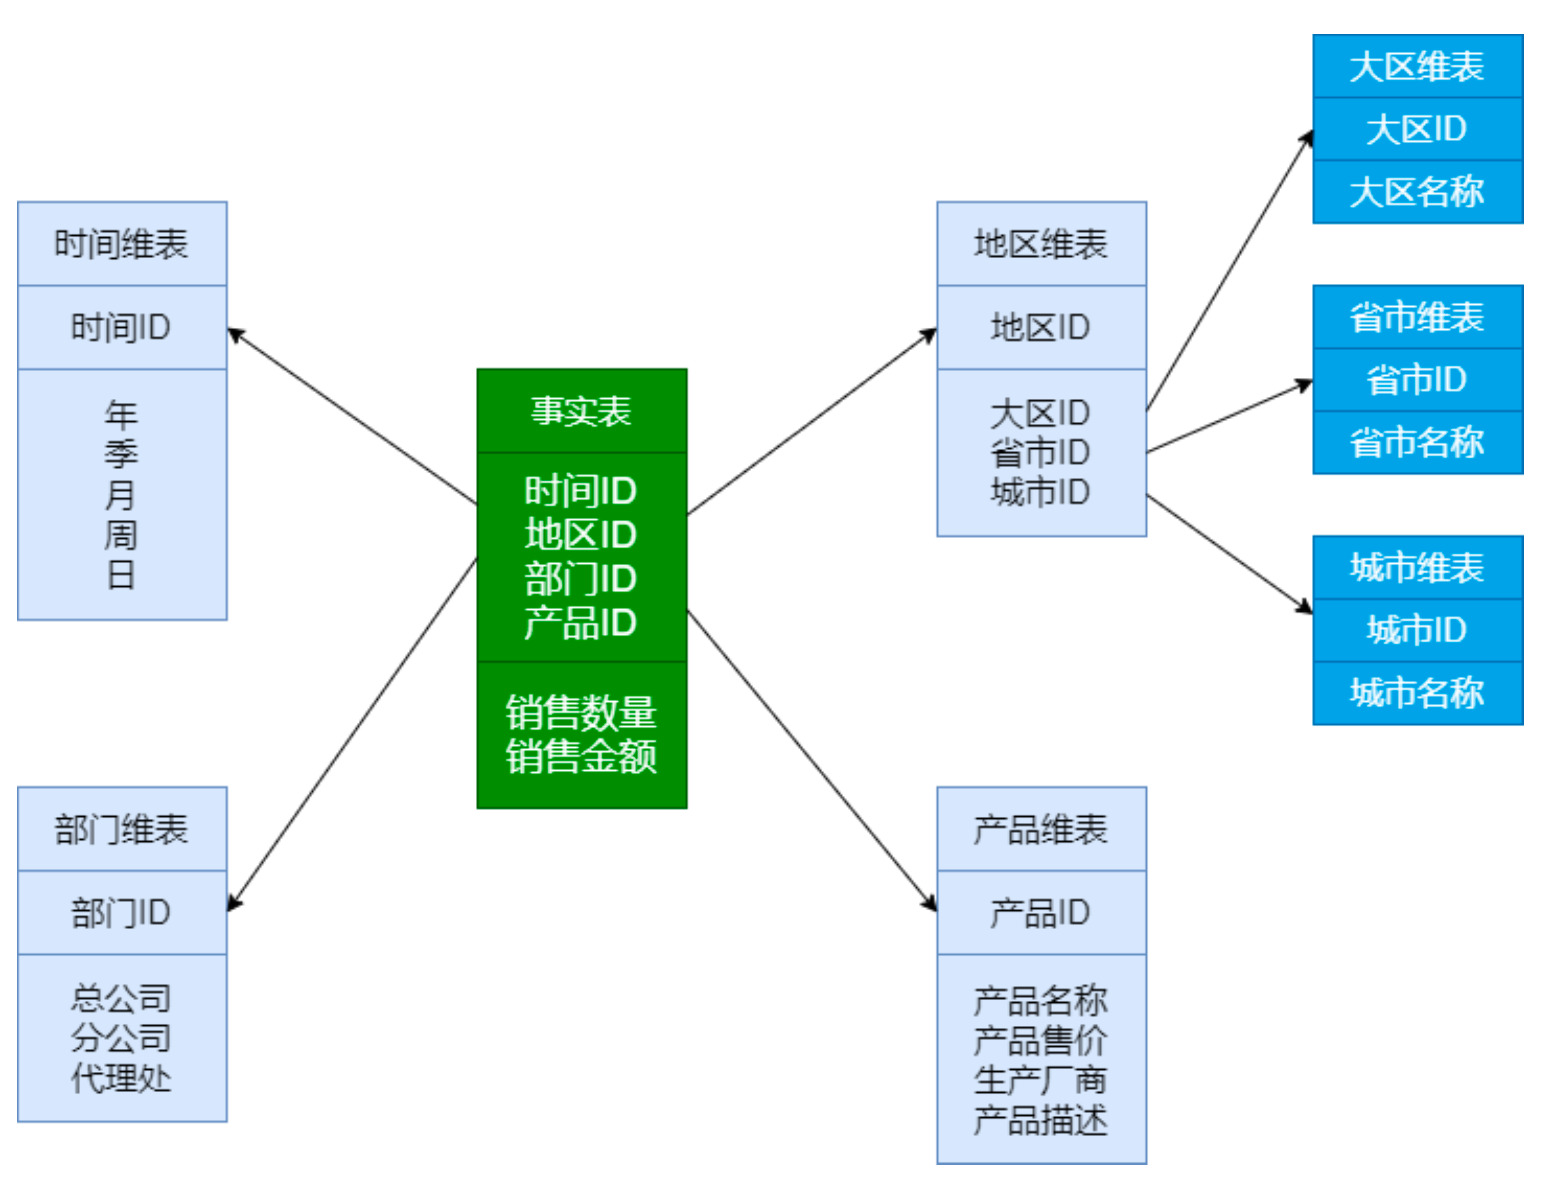 时间维表
时间ID
年
季
月
周
日
部门维表
部门ID
总公司
分公司
代理处
事实表
时间ID
地区ID
部门ID
产品ID
销售数量
销售金额
地区维表
地区ID
大区ID
省市ID
城市ID
产品维表
产品ID
产品名称
产品售价
生产厂商
产品描述
大区维表
大区ID
大区名称
省市维表
省市ID
省市名称
城市维表
城市ID
城市名称